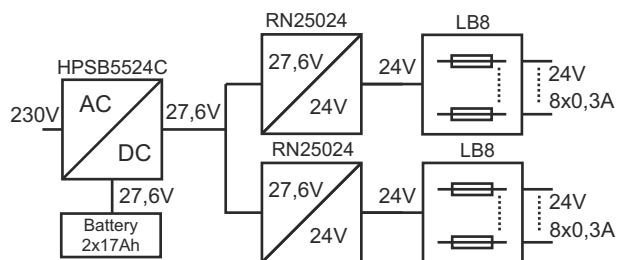 RN25024
LB8
HPSB5524C
27,6V
24V
24V
24V
8x0,3A
230V
AC
DC
27,6V
27,6V
Battery
2x17Ah
RN25024
LB8
27,6V
24V
24V
24V
8x0,3A